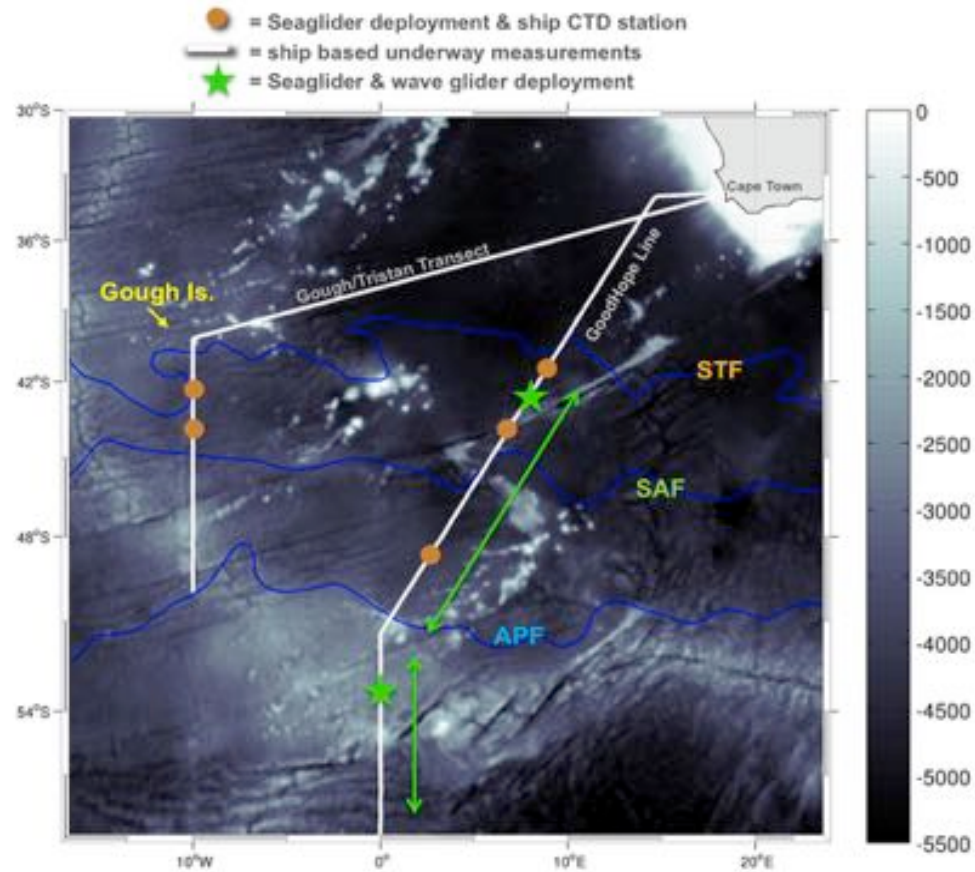 = Seaglider deployment & ship CTD station
= ship based underway measurements
= Seaglider & wave glider deployment
30°S
0
-500
Cape Town
-1000
36°S
Gough/Tristan Transect
GoodHope Line
-1500
Gough Is.
-2000
42°S
STF
-2500
SAF
-3000
48°S
-3500
APF
-4000
54°S
-4500
-5000
-5500
10°W
0°
10°E
20°E